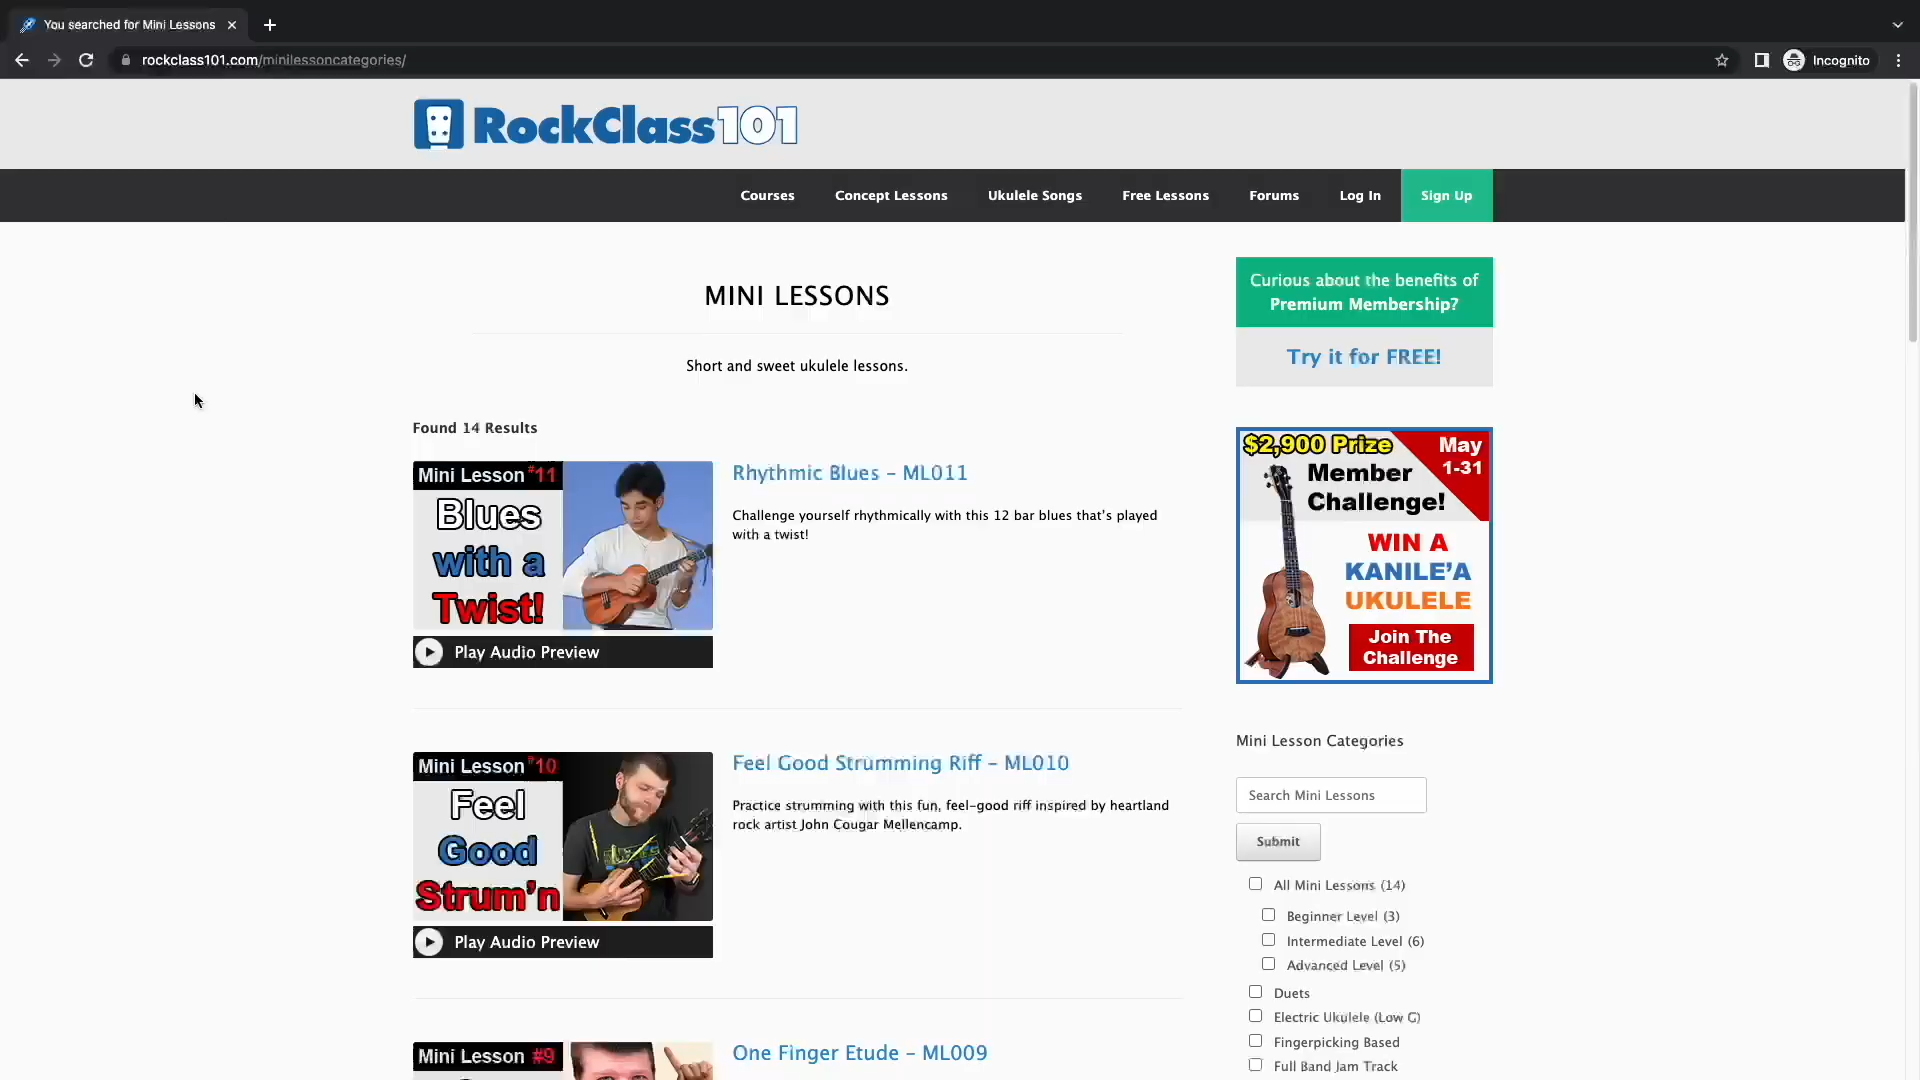 You searched for Mini Lessons
rockclass101.com/minilessoncategories/
Incognito
RockClass101
Courses
Concept Lessons
Ukulele Songs
Free Lessons
Forums
Log In
Sign Up
MINI LESSONS
Short and sweet ukulele lessons.
Found 14 Results
Mini Lesson #11
Blues
with a
Twist!
Play Audio Preview
Rhythmic Blues – ML011
Challenge yourself rhythmically with this 12 bar blues that's played
with a twist!
Mini Lesson #10
Feel
Good
Strum'n
Play Audio Preview
Feel Good Strumming Riff – ML010
Practice strumming with this fun, feel-good riff inspired by heartland
rock artist John Cougar Mellencamp.
Mini Lesson #9
One Finger Etude – ML009
Curious about the benefits of
Premium Membership?
Try it for FREE!
$2,900 Prize
May
1-31
Member
Challenge!
WIN A
KANILE'A
UKULELE
Join The
Challenge
Mini Lesson Categories
Search Mini Lessons
Submit
All Mini Lessons (14)
Beginner Level (3)
Intermediate Level (6)
Advanced Level (5)
Duets
Electric Ukulele (Low G)
Fingerpicking Based
Full Band Jam Track